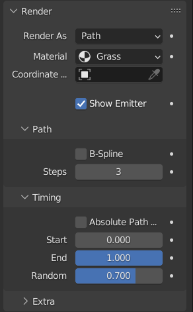 Render
Render As Path
Material Grass
Coordinate ...
Show Emitter
Path
B-Spline
Steps 3
Timing
Absolute Path ...
Start 0.000
End 1.000
Random 0.700
Extra